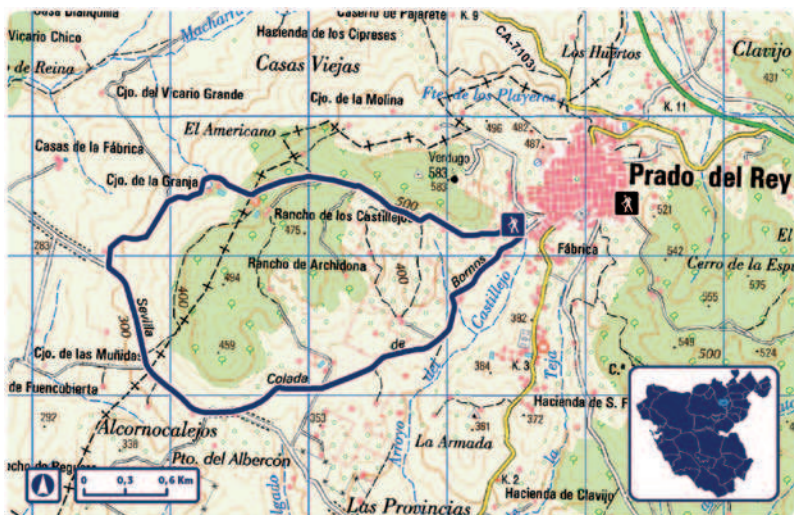 Casa Blanquilla
Vicario Chico
o de Reina
Macharra
Caserío de Pajarete
K. 9
Hacienda de los Cipreses
CA-7103
Los Huertos
Clavijo
431
Casas Viejas
Cjo. del Vicario Grande
Cjo. de la Molina
Fte. de los Playeros
K. 11
El Americano
496
482
487
Casas de la Fábrica
Verdugo
583
583
Cjo. de la Granja
Prado del Rey
500
Rancho de los Castillejos
475
521
283
Fábrica
542
El
Rancho de Archidona
400
Bornos
Castillejo
Cerro de la Espu
494
400
555
575
Sevilla
300
382
549
524
500
459
de
Cjo. de las Muñidas
del
384
K. 3
Teja
C.ª
de Fuencubierta
Colada
Hacienda de S. F
292
353
361
372
Alcornocalejos
338
La Armada
Arroyo
la
Pto. del Albercón
K. 2
Hacienda de Clavijo
Las Provincias
0
0,3
0,6 Km